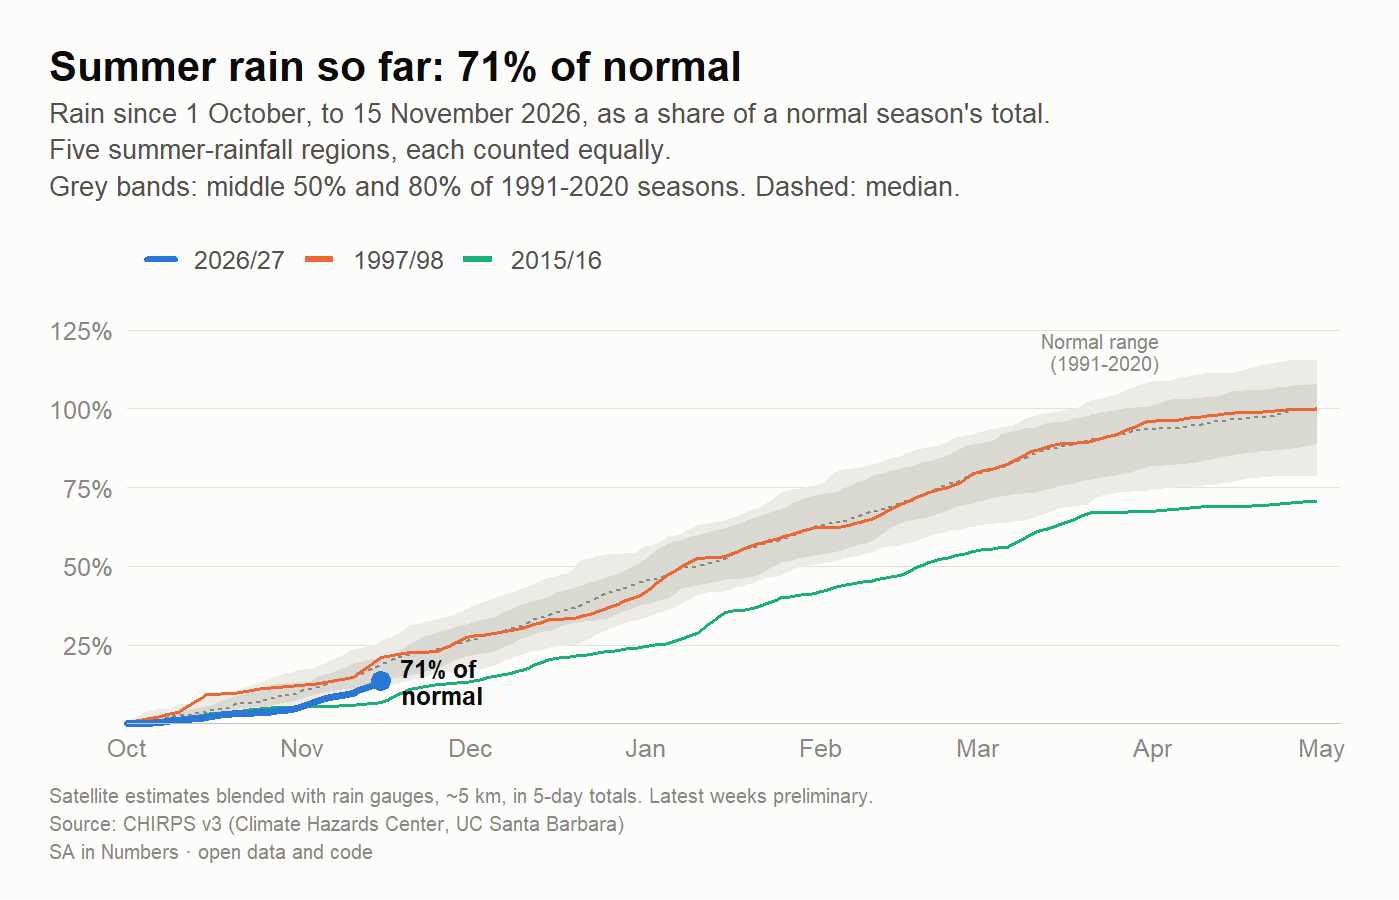 Summer rain so far: 71% of normal
Rain since 1 October, to 15 November 2026, as a share of a normal season's total.
Five summer-rainfall regions, each counted equally.
Grey bands: middle 50% and 80% of 1991-2020 seasons. Dashed: median.
2026/27 1997/98 2015/16
125%
Normal range
(1991-2020)
100%
75%
50%
25%
71% of
normal
Oct Nov Dec Jan Feb Mar Apr May
Satellite estimates blended with rain gauges, ~5 km, in 5-day totals. Latest weeks preliminary.
Source: CHIRPS v3 (Climate Hazards Center, UC Santa Barbara)
SA in Numbers · open data and code